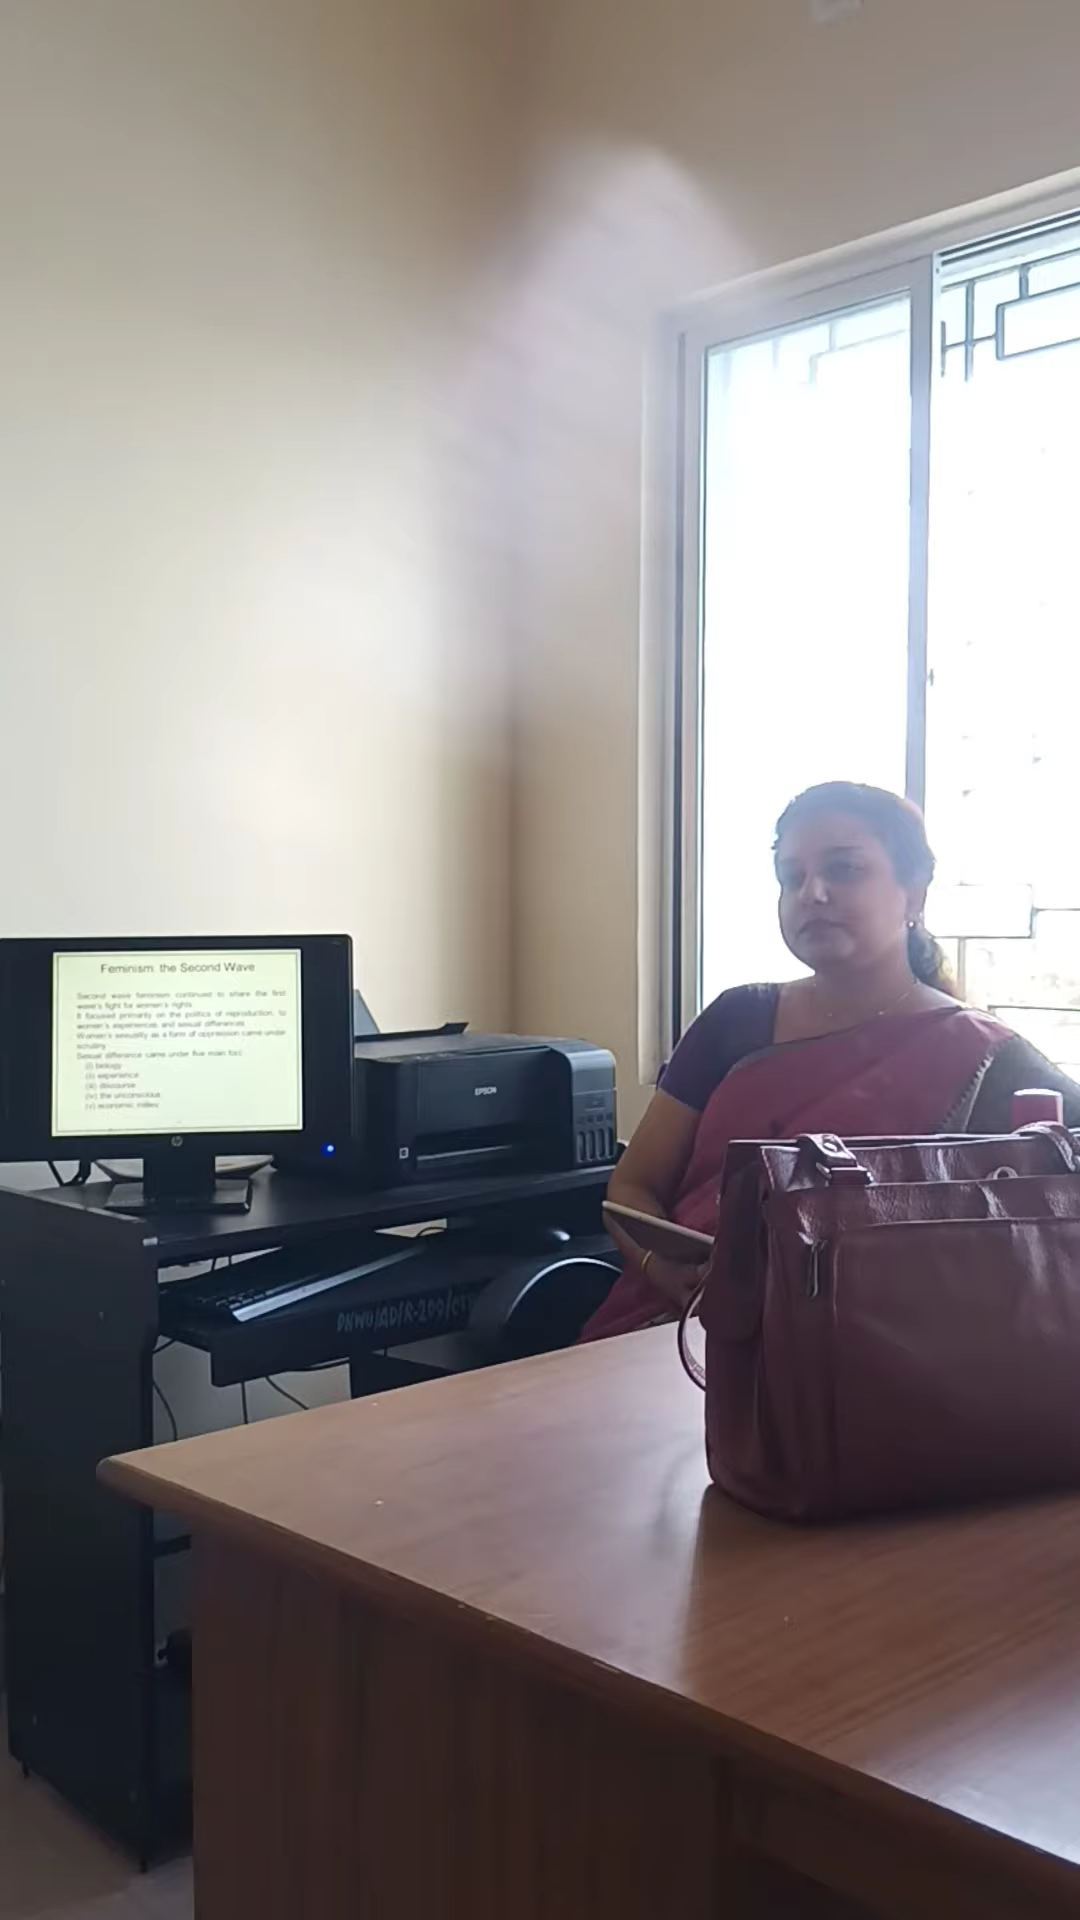 Feminism: the Second Wave
Second wave feminism continued to share the first
wave's fight for women's rights.
It focused primarily on the politics of reproduction, to
women's experiences and sexual differences.
Women's sexuality as a form of oppression came under
scrutiny.
Sexual difference came under five main foci:
(i) biology
(ii) experience
(iii) discourse
(iv) the unconscious
(v) economic milieu
hp
EPSON